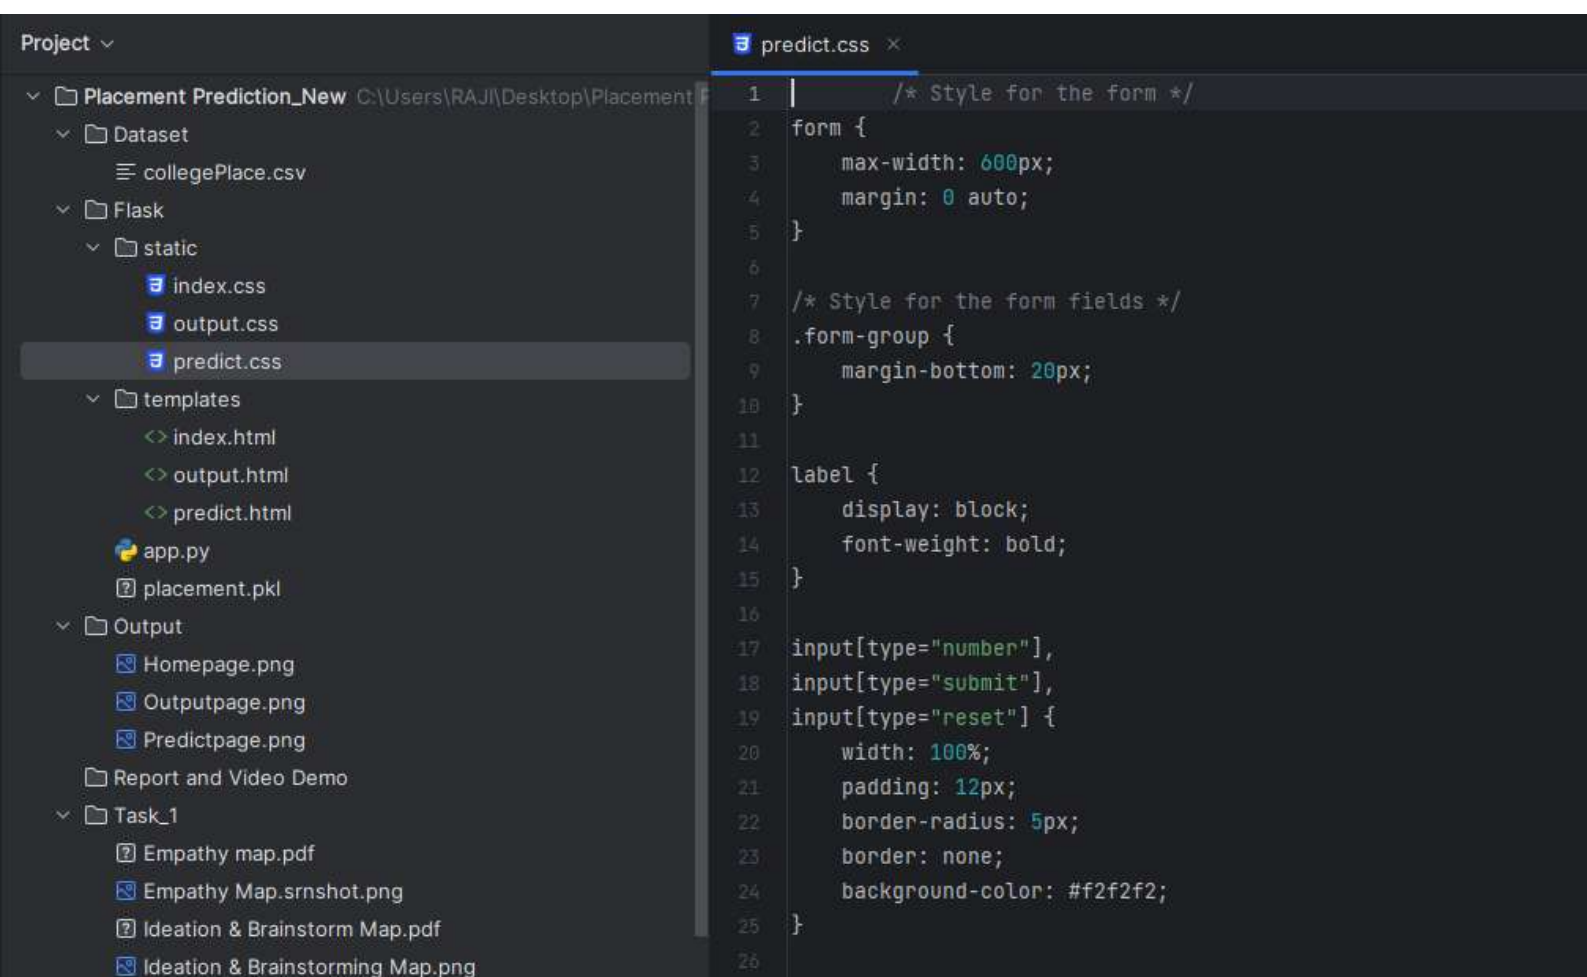 Project
Placement Prediction_New C:\Users\RAJI\Desktop\Placement P
Dataset
collegePlace.csv
Flask
static
index.css
output.css
predict.css
templates
index.html
output.html
predict.html
app.py
placement.pkl
Output
Homepage.png
Outputpage.png
Predictpage.png
Report and Video Demo
Task_1
Empathy map.pdf
Empathy Map.srnshot.png
Ideation & Brainstorm Map.pdf
Ideation & Brainstorming Map.png
predict.css
1 /* Style for the form */
2 form {
3 max-width: 600px;
4 margin: 0 auto;
5 }
6
7 /* Style for the form fields */
8 .form-group {
9 margin-bottom: 20px;
10 }
11
12 label {
13 display: block;
14 font-weight: bold;
15 }
16
17 input[type="number"],
18 input[type="submit"],
19 input[type="reset"] {
20 width: 100%;
21 padding: 12px;
22 border-radius: 5px;
23 border: none;
24 background-color: #f2f2f2;
25 }
26